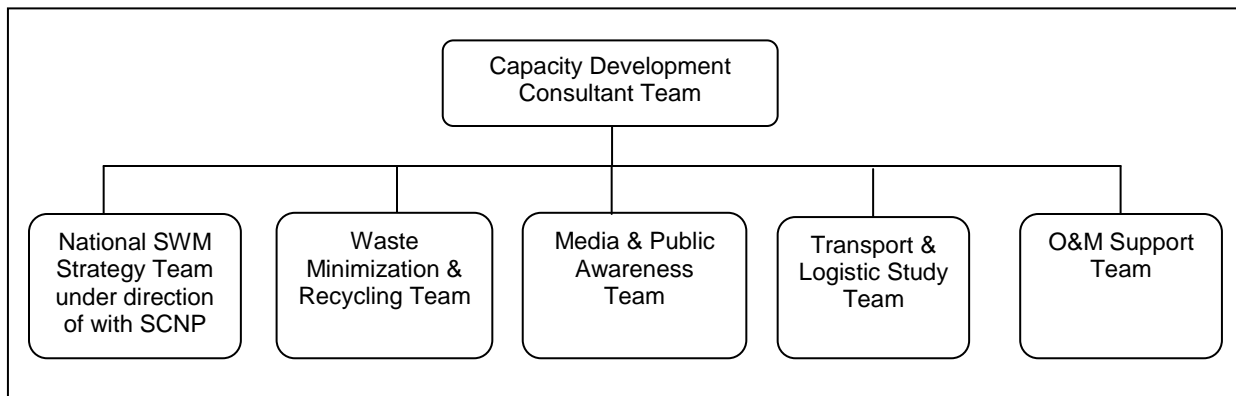 Capacity Development
Consultant Team
National SWM
Strategy Team
under direction
of with SCNP
Waste
Minimization &
Recycling Team
Media & Public
Awareness
Team
Transport &
Logistic Study
Team
O&M Support
Team